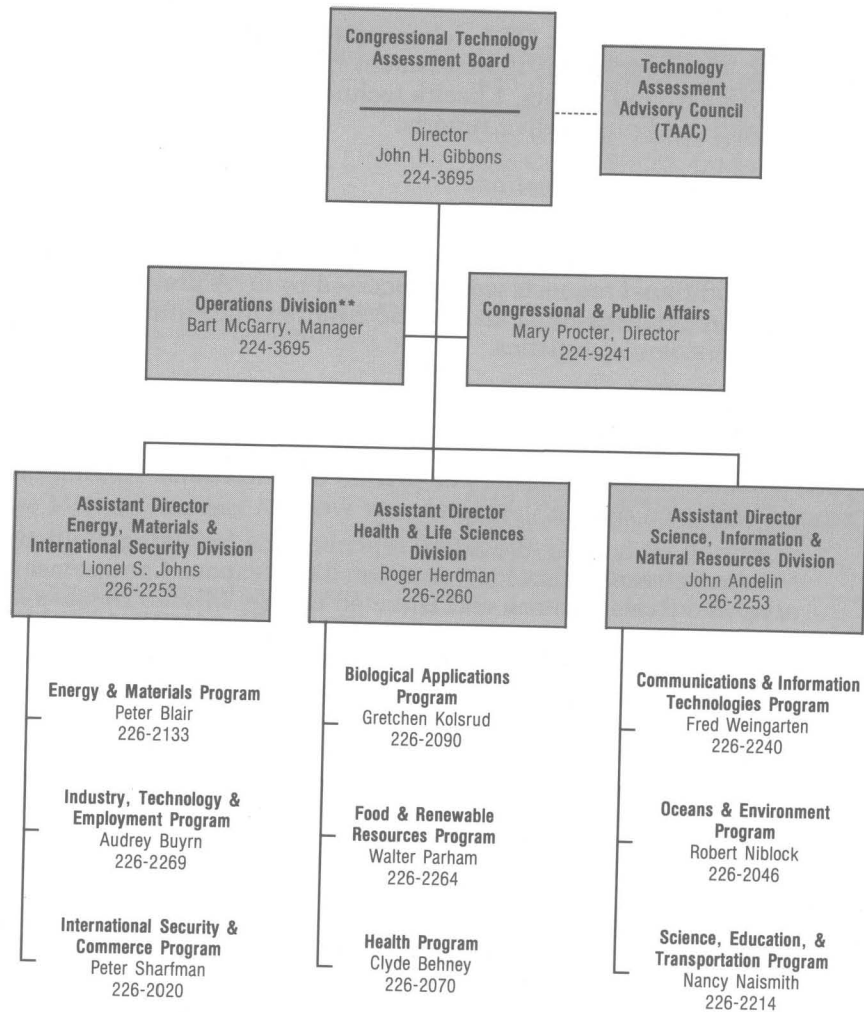 Congressional Technology
Assessment Board
Director
John H. Gibbons
224-3695
Technology
Assessment
Advisory Council
(TAAC)
Operations Division**
Bart McGarry, Manager
224-3695
Congressional & Public Affairs
Mary Procter, Director
224-9241
Assistant Director
Energy, Materials &
International Security Division
Lionel S. Johns
226-2253
Assistant Director
Health & Life Sciences
Division
Roger Herdman
226-2260
Assistant Director
Science, Information &
Natural Resources Division
John Andelin
226-2253
Energy & Materials Program
Peter Blair
226-2133
Industry, Technology &
Employment Program
Audrey Buyrn
226-2269
International Security &
Commerce Program
Peter Sharfman
226-2020
Biological Applications
Program
Gretchen Kolsrud
226-2090
Food & Renewable
Resources Program
Walter Parham
226-2264
Health Program
Clyde Behney
226-2070
Communications & Information
Technologies Program
Fred Weingarten
226-2240
Oceans & Environment
Program
Robert Niblock
226-2046
Science, Education, &
Transportation Program
Nancy Naismith
226-2214